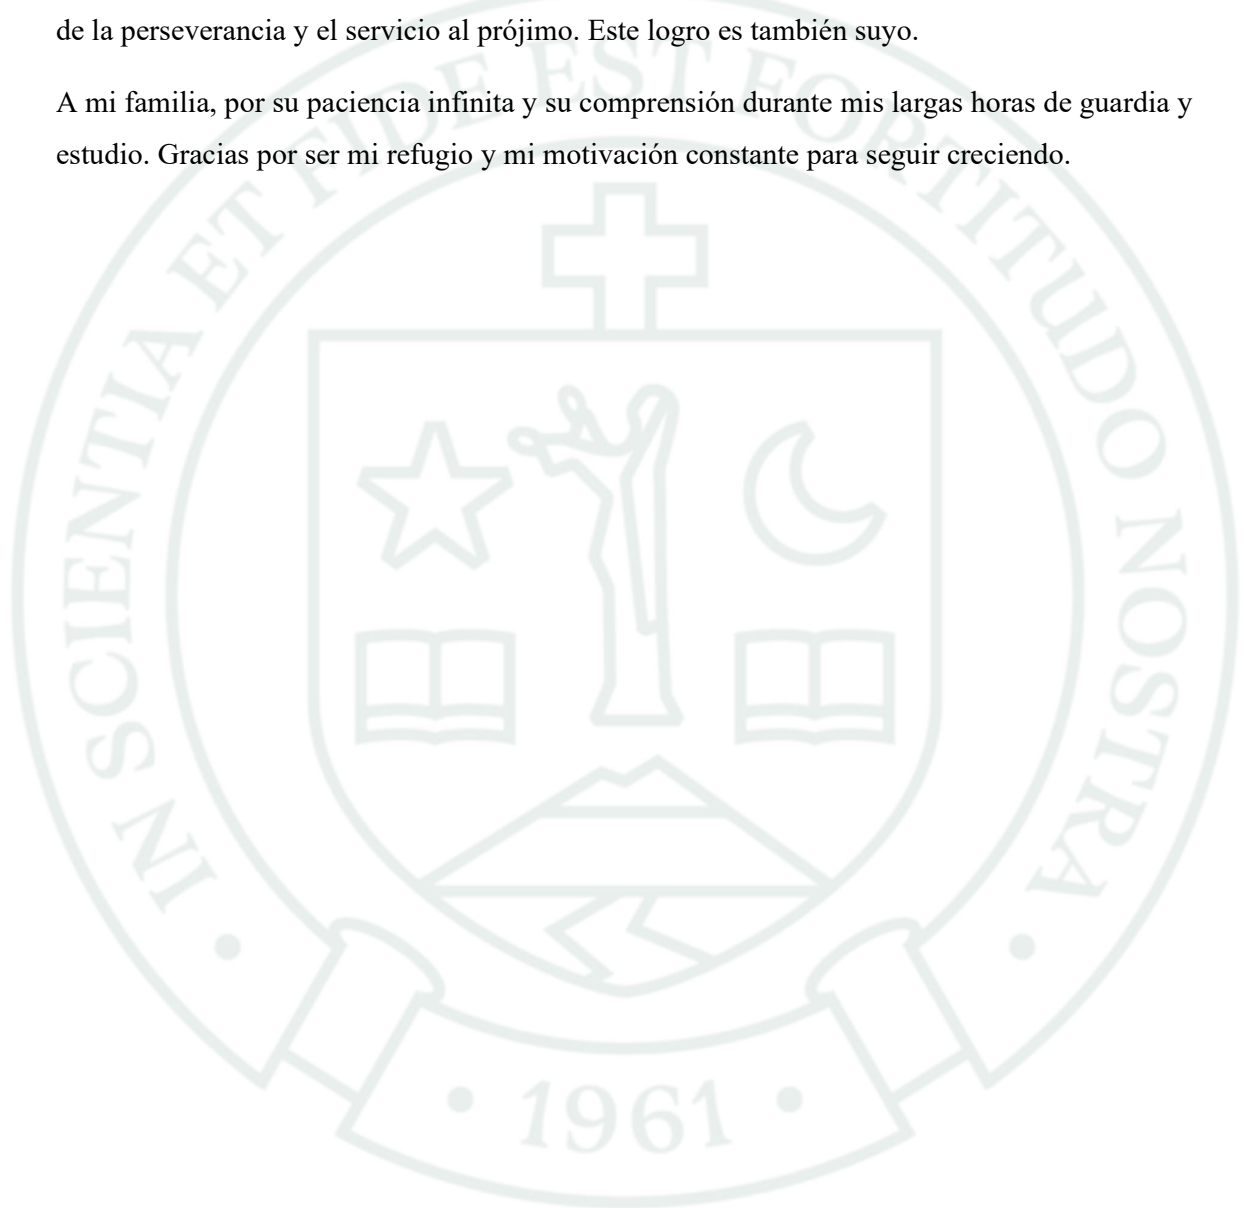 de la perseverancia y el servicio al prójimo. Este logro es también suyo.
A mi familia, por su paciencia infinita y su comprensión durante mis largas horas de guardia y
estudio. Gracias por ser mi refugio y mi motivación constante para seguir creciendo.
• IN SCIENTIA ET FIDE EST FORTITUDO NOSTRA •
• 1961 •